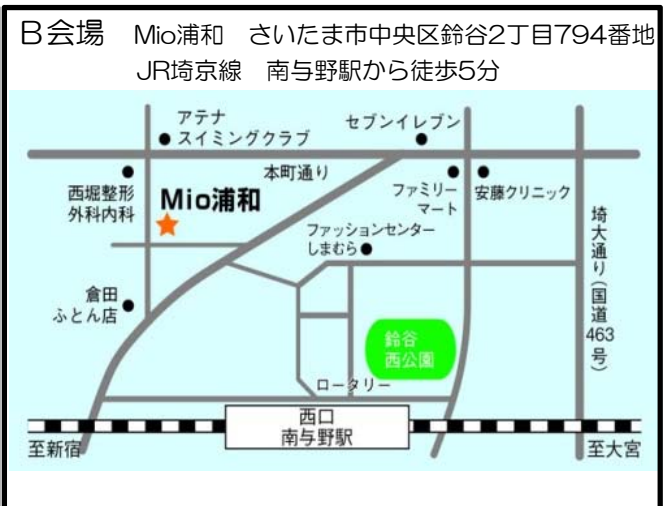 B会場 Mio浦和 さいたま市中央区鈴谷2丁目794番地
JR埼京線 南与野駅から徒歩5分
アテナ
スイミングクラブ
セブンイレブン
本町通り
西堀整形
外科内科
Mio浦和
ファミリー
マート
安藤クリニック
ファッションセンター
しまむら
埼大通り(国道463号)
倉田
ふとん店
鈴谷
西公園
ロータリー
西口
南与野駅
至新宿
至大宮